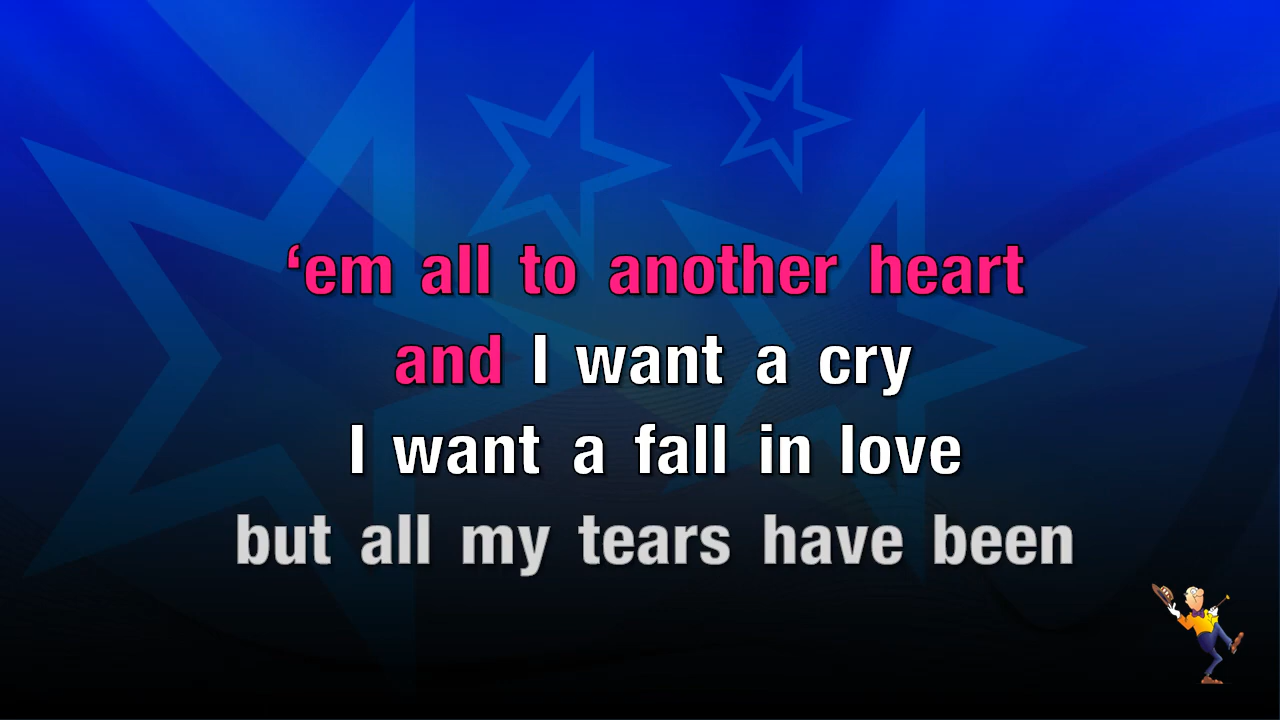 ‘em all to another heart
and I want a cry
I want a fall in love
but all my tears have been